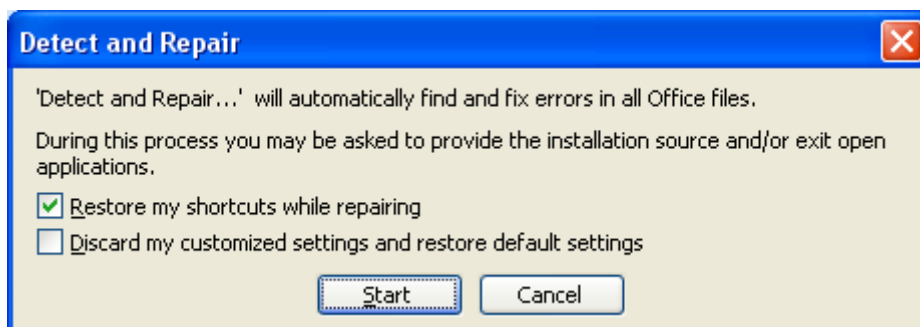 Detect and Repair
'Detect and Repair...' will automatically find and fix errors in all Office files.
During this process you may be asked to provide the installation source and/or exit open
applications.
Restore my shortcuts while repairing
Discard my customized settings and restore default settings
Start Cancel